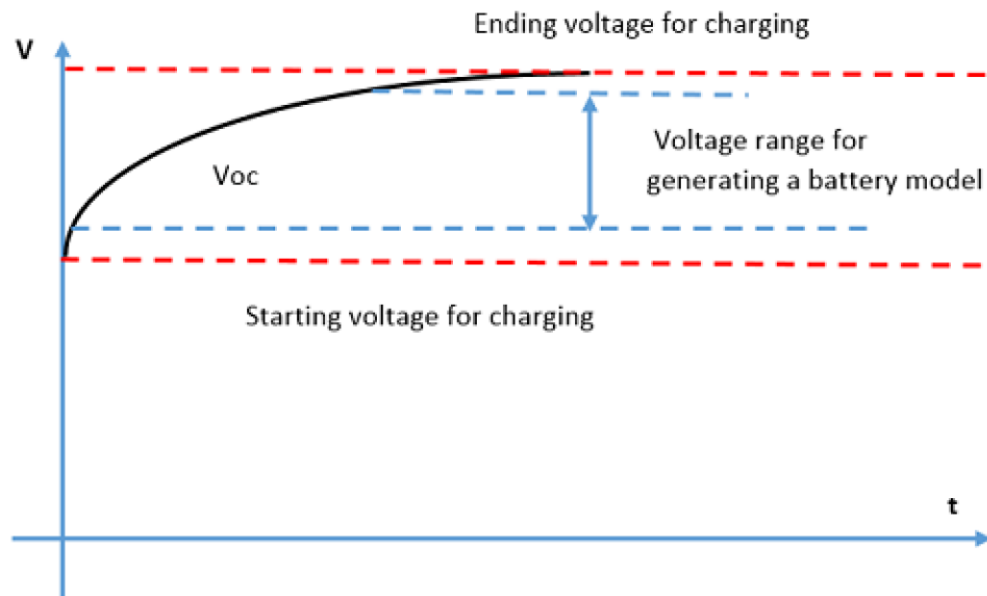 Ending voltage for charging
V
Voltage range for
generating a battery model
Voc
Starting voltage for charging
t